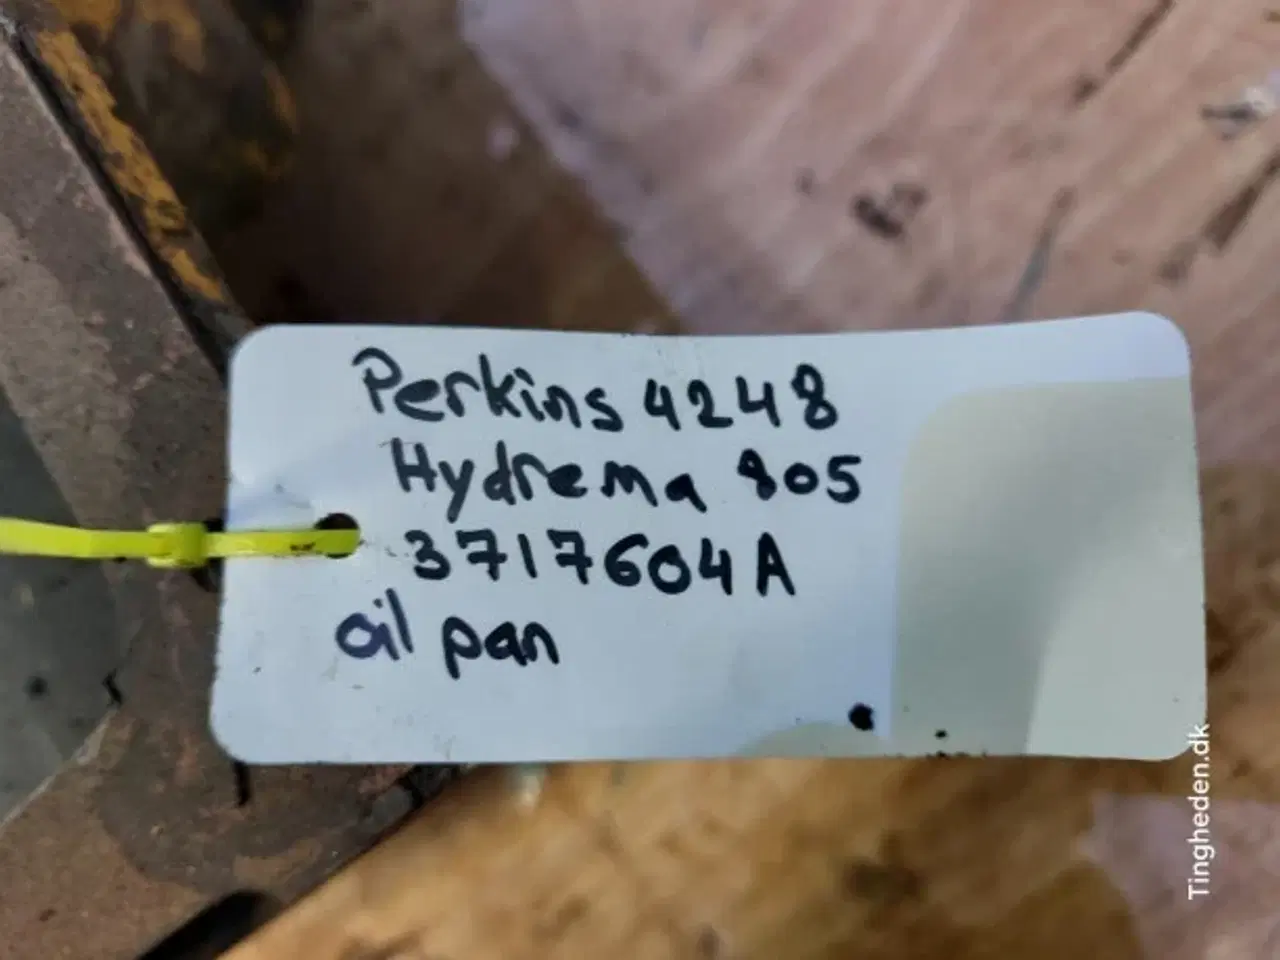 Perkins 4248
Hydrema 805
3717604A
oil pan
Tingheden.dk